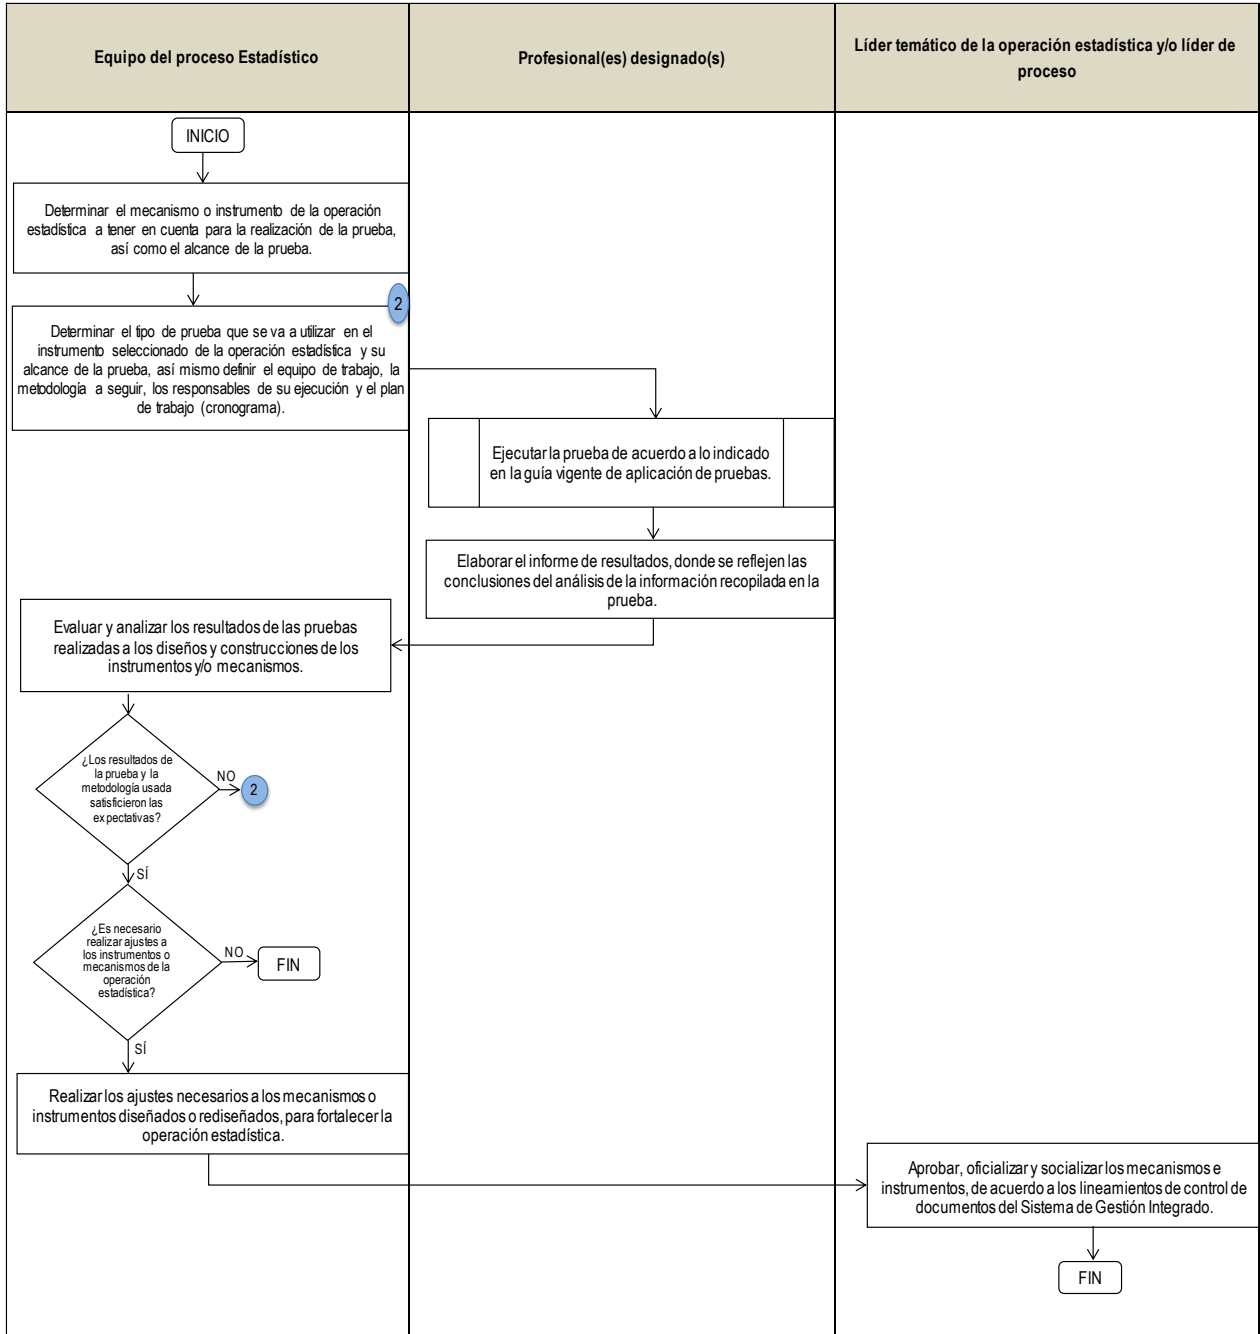 Equipo del proceso Estadístico
Profesional(es) designado(s)
Líder temático de la operación estadística y/o líder de
proceso
INICIO
Determinar el mecanismo o instrumento de la operación
estadística a tener en cuenta para la realización de la prueba,
así como el alcance de la prueba.
2
Determinar el tipo de prueba que se va a utilizar en el
instrumento seleccionado de la operación estadística y su
alcance de la prueba, así mismo definir el equipo de trabajo, la
metodología a seguir, los responsables de su ejecución y el plan
de trabajo (cronograma).
Ejecutar la prueba de acuerdo a lo indicado
en la guía vigente de aplicación de pruebas.
Elaborar el informe de resultados, donde se reflejen las
conclusiones del análisis de la información recopilada en la
prueba.
Evaluar y analizar los resultados de las pruebas
realizadas a los diseños y construcciones de los
instrumentos y/o mecanismos.
¿Los resultados de
la prueba y la
metodología usada
satisficieron las
expectativas?
NO
2
SÍ
¿Es necesario
realizar ajustes a
los instrumentos o
mecanismos de la
operación
estadística?
NO
FIN
SÍ
Realizar los ajustes necesarios a los mecanismos o
instrumentos diseñados o rediseñados, para fortalecer la
operación estadística.
Aprobar, oficializar y socializar los mecanismos e
instrumentos, de acuerdo a los lineamientos de control de
documentos del Sistema de Gestión Integrado.
FIN